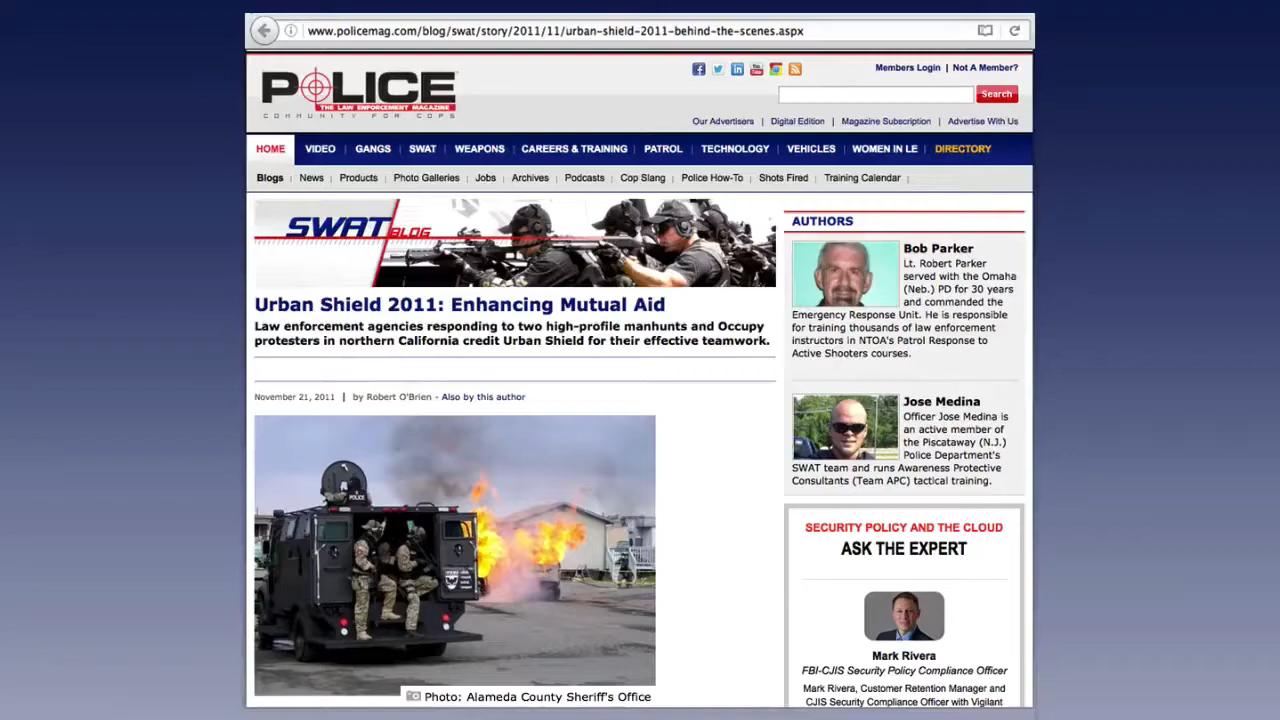 www.policemag.com/blog/swat/story/2011/11/urban-shield-2011-behind-the-scenes.aspx
POLICE
THE LAW ENFORCEMENT MAGAZINE
COMMUNITY FOR COPS
Members Login | Not A Member?
Search
Our Advertisers | Digital Edition | Magazine Subscription | Advertise With Us
HOME VIDEO GANGS SWAT WEAPONS CAREERS & TRAINING PATROL TECHNOLOGY VEHICLES WOMEN IN LE DIRECTORY
Blogs News Products Photo Galleries Jobs Archives Podcasts Cop Slang Police How-To Shots Fired Training Calendar
SWAT BLOG
Urban Shield 2011: Enhancing Mutual Aid
Law enforcement agencies responding to two high-profile manhunts and Occupy
protesters in northern California credit Urban Shield for their effective teamwork.
November 21, 2011 | by Robert O'Brien - Also by this author
POLICE
Photo: Alameda County Sheriff's Office
AUTHORS
Bob Parker
Lt. Robert Parker
served with the Omaha
(Neb.) PD for 30 years
and commanded the
Emergency Response Unit. He is responsible
for training thousands of law enforcement
instructors in NTOA's Patrol Response to
Active Shooters courses.
Jose Medina
Officer Jose Medina is
an active member of
the Piscataway (N.J.)
Police Department's
SWAT team and runs Awareness Protective
Consultants (Team APC) tactical training.
SECURITY POLICY AND THE CLOUD
ASK THE EXPERT
Mark Rivera
FBI-CJIS Security Policy Compliance Officer
Mark Rivera, Customer Retention Manager and
CJIS Security Compliance Officer with Vigilant